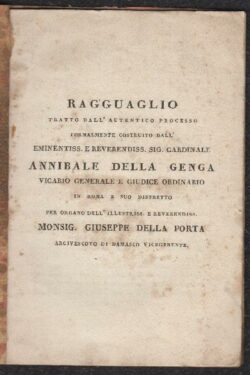 RAGGUAGLIO
TRATTO DALL' AUTENTICO PROCESSO
FORMALMENTE COSTRUITO DALL'
EMINENTISS. E REVERENDISS. SIG. CARDINALE
ANNIBALE DELLA GENGA
VICARIO GENERALE E GIUDICE ORDINARIO
IN ROMA E SUO DISTRETTO
PER ORGANO DELL' ILLUSTRISS. E REVERENDISS.
MONSIG. GIUSEPPE DELLA PORTA
ARCIVESCOVO DI DAMASCO VICEGERENTE.